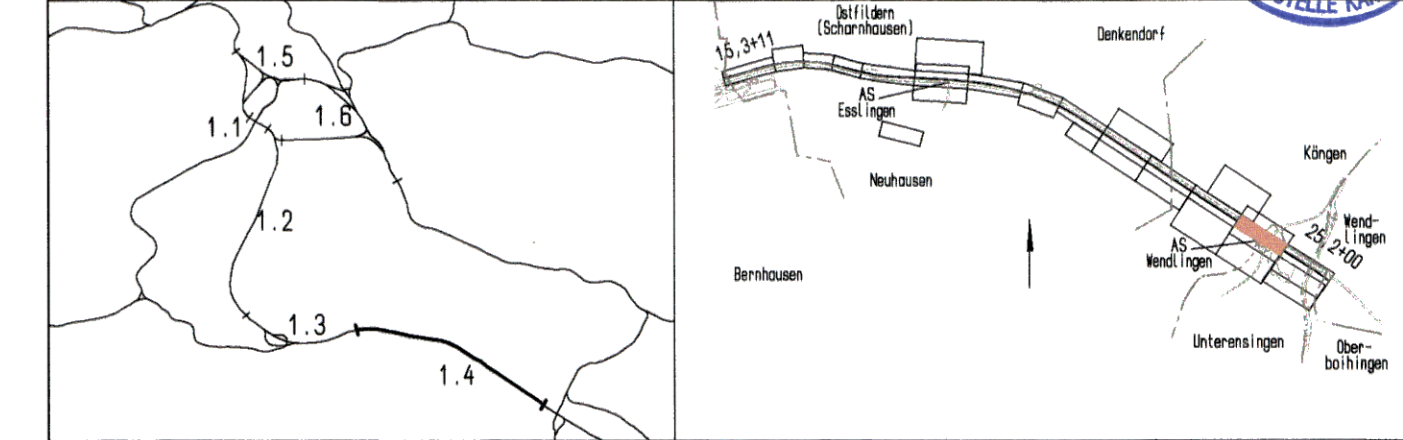 1.5
1.1
1.6
1.2
1.3
1.4
15,3+11
Ostfildern
(Scharnhausen)
Denkendorf
AS
Esslingen
Neuhausen
Köngen
Wend-
lingen
25,2+00
AS
Wendlingen
Bernhausen
Unterensingen
Ober-
boihingen